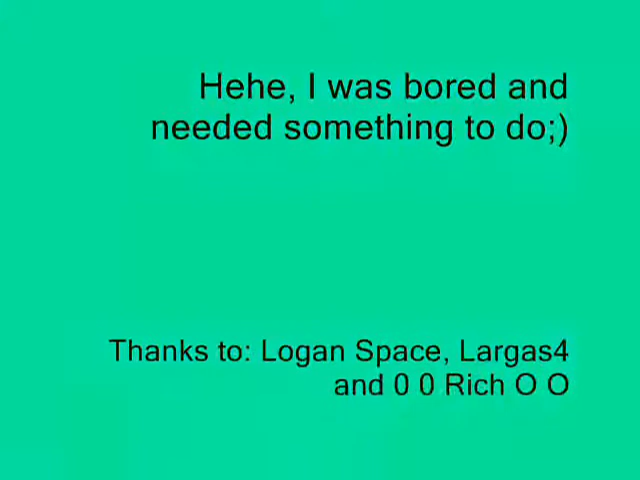 Hehe, I was bored and
needed something to do;)
Thanks to: Logan Space, Largas4
and 0 0 Rich O O